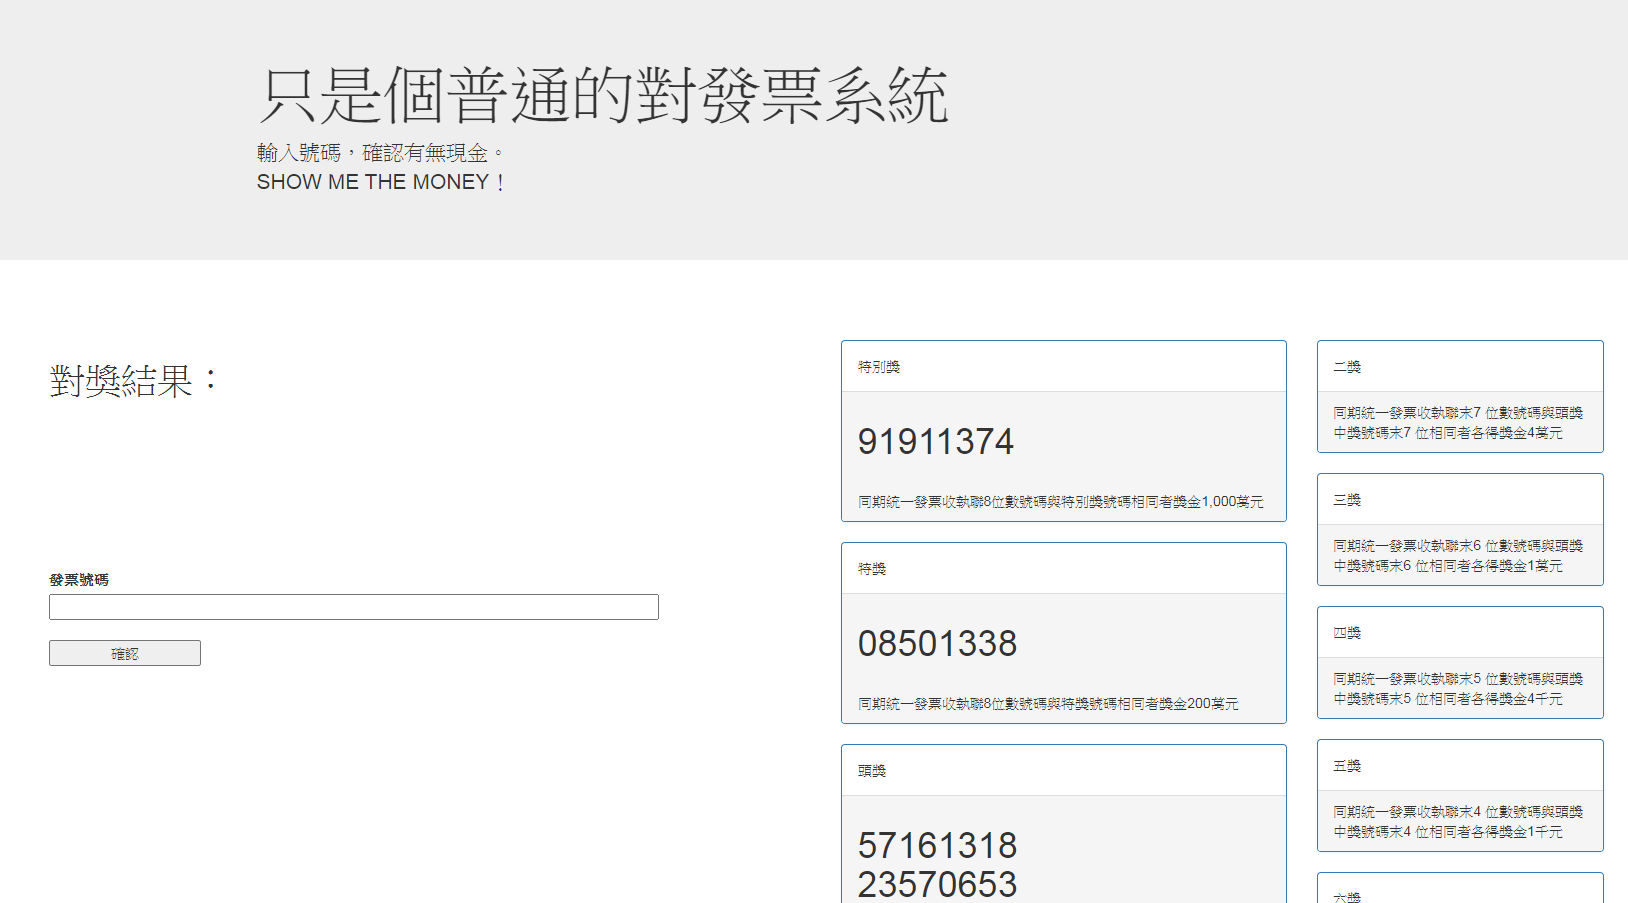 只是個普通的對發票系統
輸入號碼，確認有無現金。
SHOW ME THE MONEY！
對獎結果：
發票號碼
確認
特別獎
91911374
同期統一發票收執聯8位數號碼與特別獎號碼相同者獎金1,000萬元
特獎
08501338
同期統一發票收執聯8位數號碼與特獎號碼相同者獎金200萬元
頭獎
57161318
23570653
二獎
同期統一發票收執聯末7 位數號碼與頭獎
中獎號碼末7 位相同者各得獎金4萬元
三獎
同期統一發票收執聯末6 位數號碼與頭獎
中獎號碼末6 位相同者各得獎金1萬元
四獎
同期統一發票收執聯末5 位數號碼與頭獎
中獎號碼末5 位相同者各得獎金4千元
五獎
同期統一發票收執聯末4 位數號碼與頭獎
中獎號碼末4 位相同者各得獎金1千元
六獎